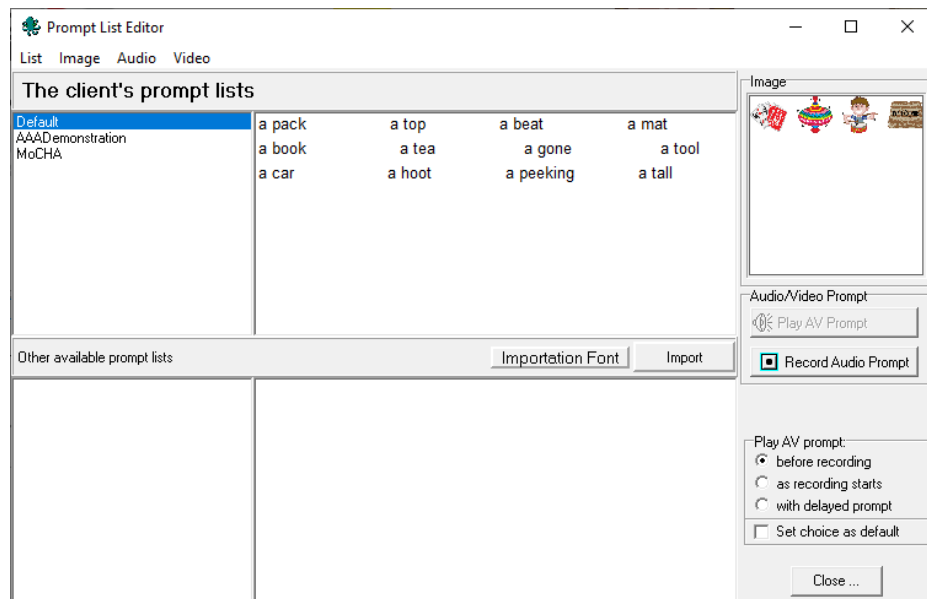 Prompt List Editor
List Image Audio Video
The client's prompt lists
Default
AAADemonstration
MoCHA
a pack a top a beat a mat
a book a tea a gone a tool
a car a hoot a peeking a tall
Image
Audio/Video Prompt
Play AV Prompt
Record Audio Prompt
Other available prompt lists Importation Font Import
Play AV prompt:
before recording
as recording starts
with delayed prompt
Set choice as default
Close ...